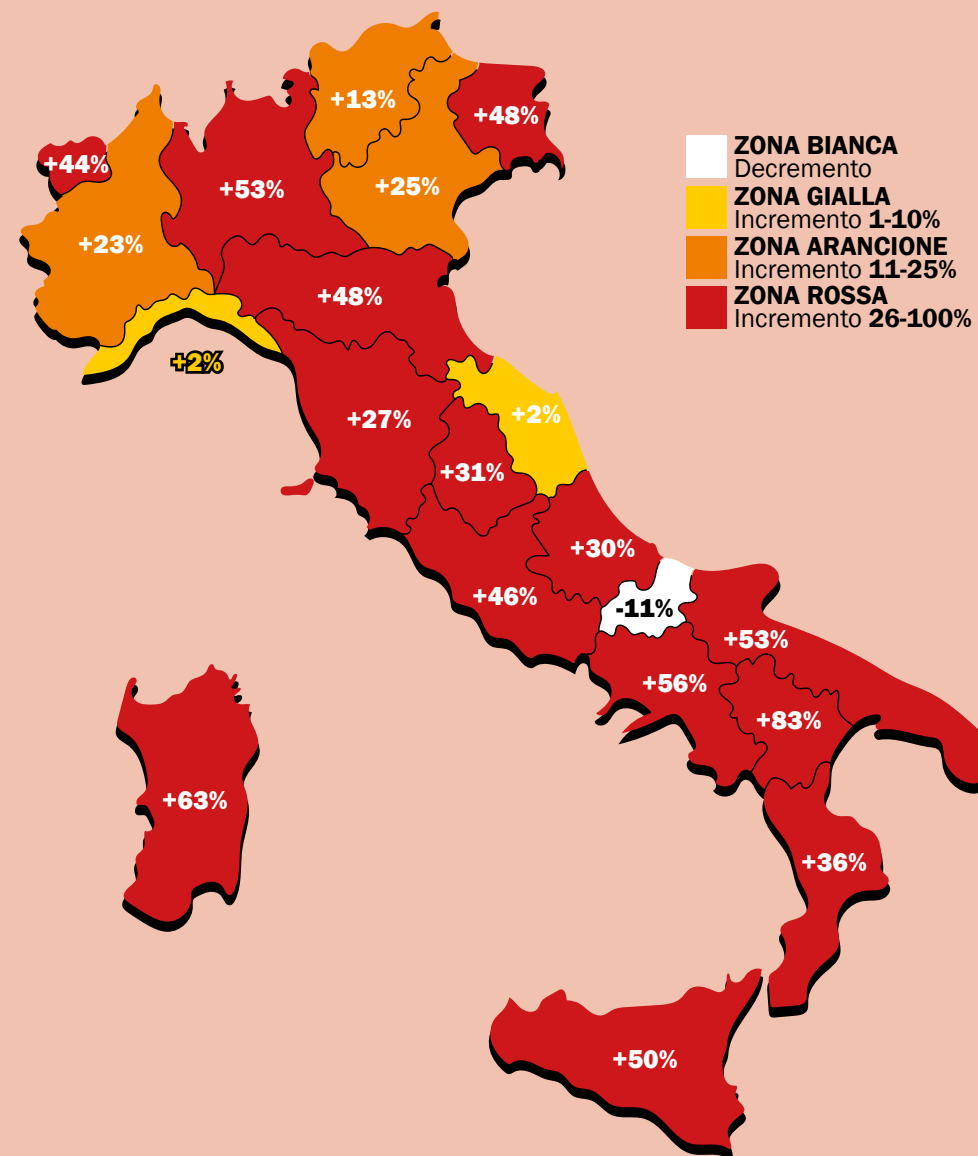 +13%
+48%
ZONA BIANCA
Decremento
+44%
+53%
+25%
ZONA GIALLA
Incremento 1-10%
+23%
ZONA ARANCIONE
Incremento 11-25%
+48%
ZONA ROSSA
Incremento 26-100%
+2%
+27%
+2%
+31%
+30%
+46%
-11%
+53%
+56%
+83%
+63%
+36%
+50%